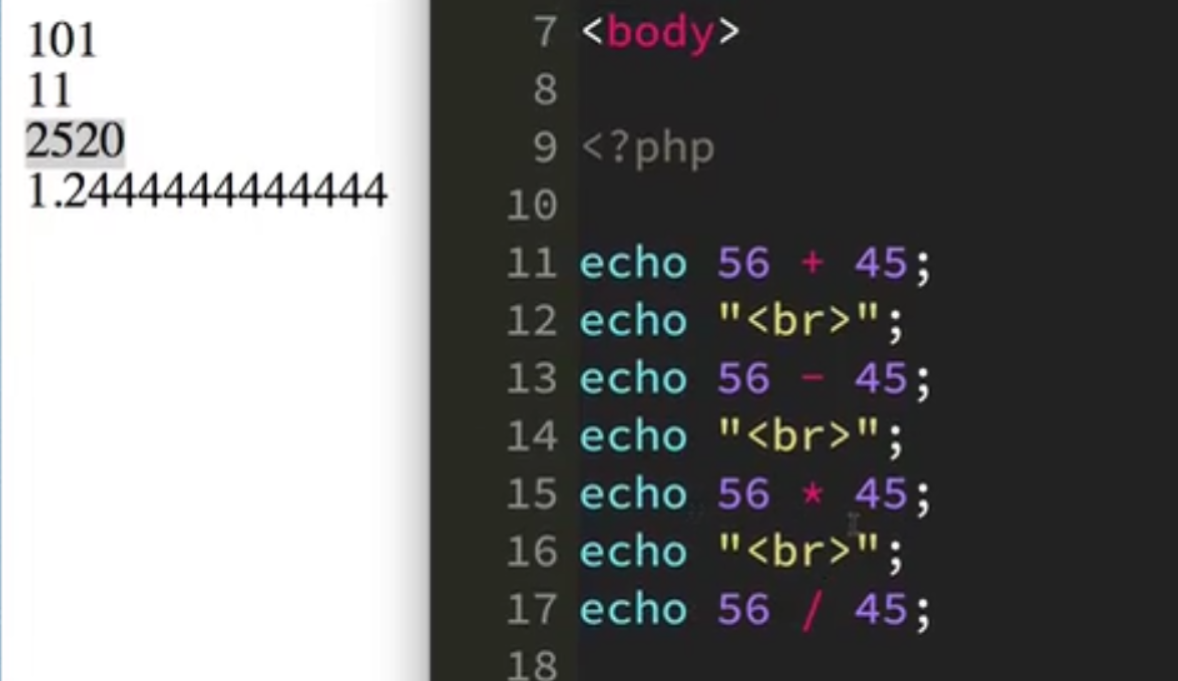 101
11
2520
1.2444444444444
7 <body>
8
9 <?php
10
11 echo 56 + 45;
12 echo "<br>";
13 echo 56 - 45;
14 echo "<br>";
15 echo 56 * 45;
16 echo "<br>";
17 echo 56 / 45;
18